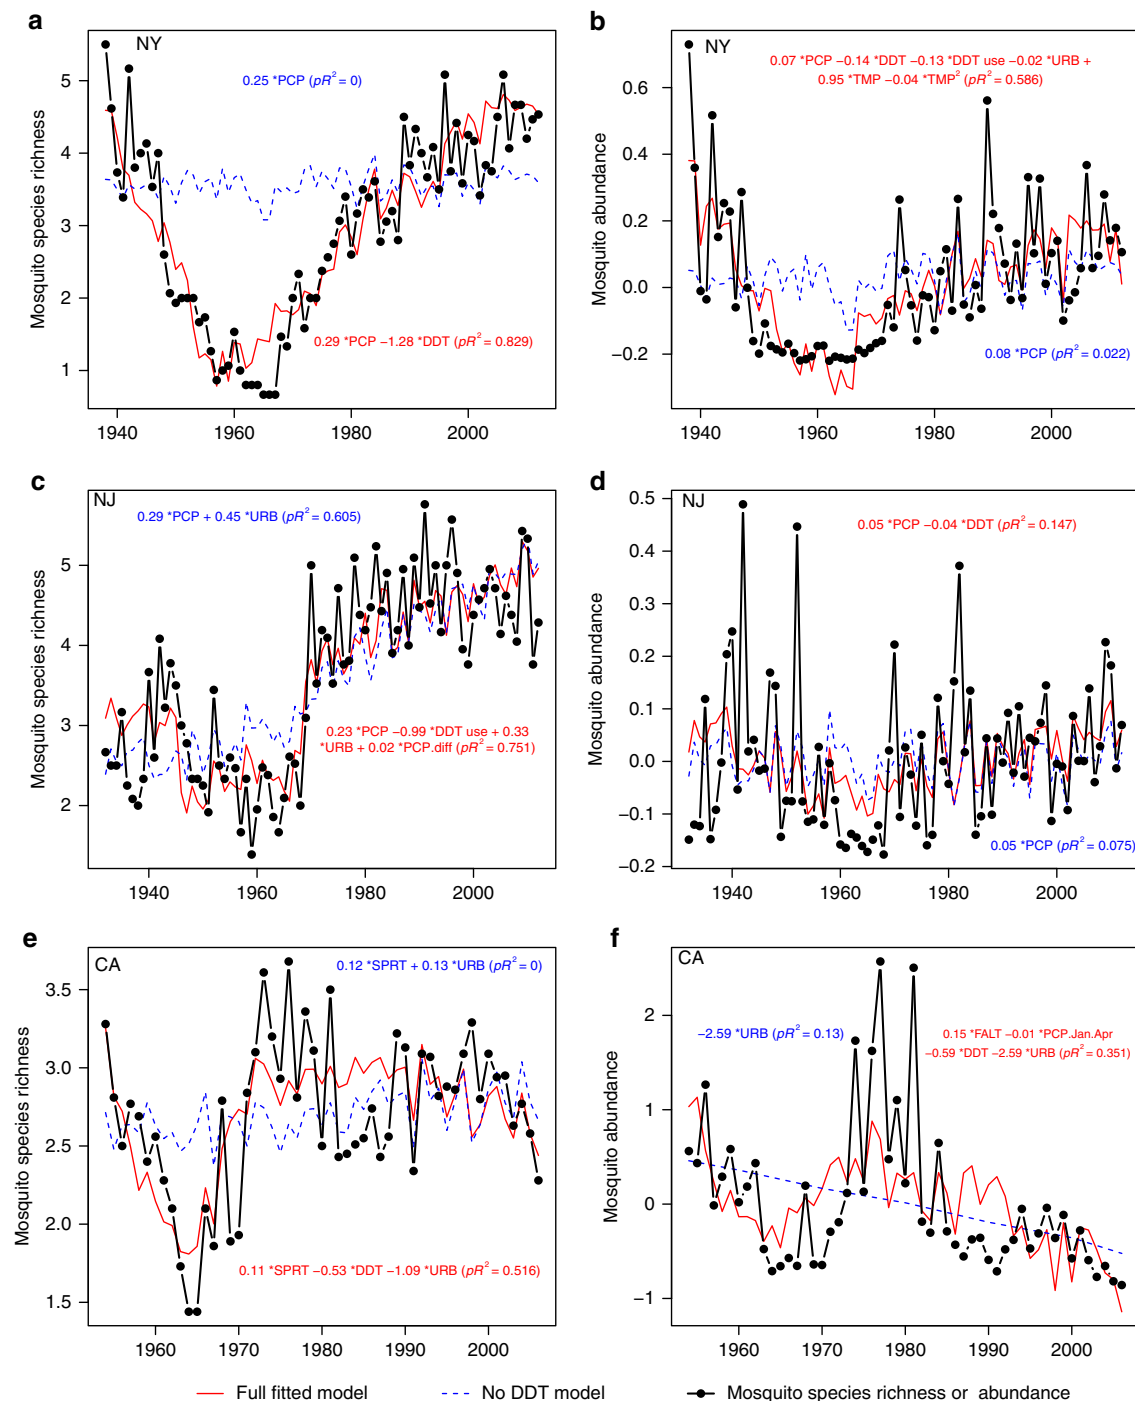 a
NY
0.25 *PCP (pR² = 0)
0.29 *PCP −1.28 *DDT (pR² = 0.829)
Mosquito species richness
5
4
3
2
1
1940 1960 1980 2000
b
NY
0.07 *PCP −0.14 *DDT −0.13 *DDT use −0.02 *URB +
0.95 *TMP −0.04 *TMP² (pR² = 0.586)
0.08 *PCP (pR² = 0.022)
Mosquito abundance
0.6
0.4
0.2
0.0
−0.2
1940 1960 1980 2000
c
NJ
0.29 *PCP + 0.45 *URB (pR² = 0.605)
0.23 *PCP −0.99 *DDT use + 0.33
*URB + 0.02 *PCP.diff (pR² = 0.751)
Mosquito species richness
5
4
3
2
1940 1960 1980 2000
d
NJ
0.05 *PCP −0.04 *DDT (pR² = 0.147)
0.05 *PCP (pR² = 0.075)
Mosquito abundance
0.5
0.4
0.3
0.2
0.1
0.0
−0.1
−0.2
1940 1960 1980 2000
e
CA
0.12 *SPRT + 0.13 *URB (pR² = 0)
0.11 *SPRT −0.53 *DDT −1.09 *URB (pR² = 0.516)
Mosquito species richness
3.5
3.0
2.5
2.0
1.5
1960 1970 1980 1990 2000
f
CA
−2.59 *URB (pR² = 0.13)
0.15 *FALT −0.01 *PCP.Jan.Apr
−0.59 *DDT −2.59 *URB (pR² = 0.351)
Mosquito abundance
2
1
0
−1
1960 1970 1980 1990 2000
Full fitted model
No DDT model
Mosquito species richness or abundance